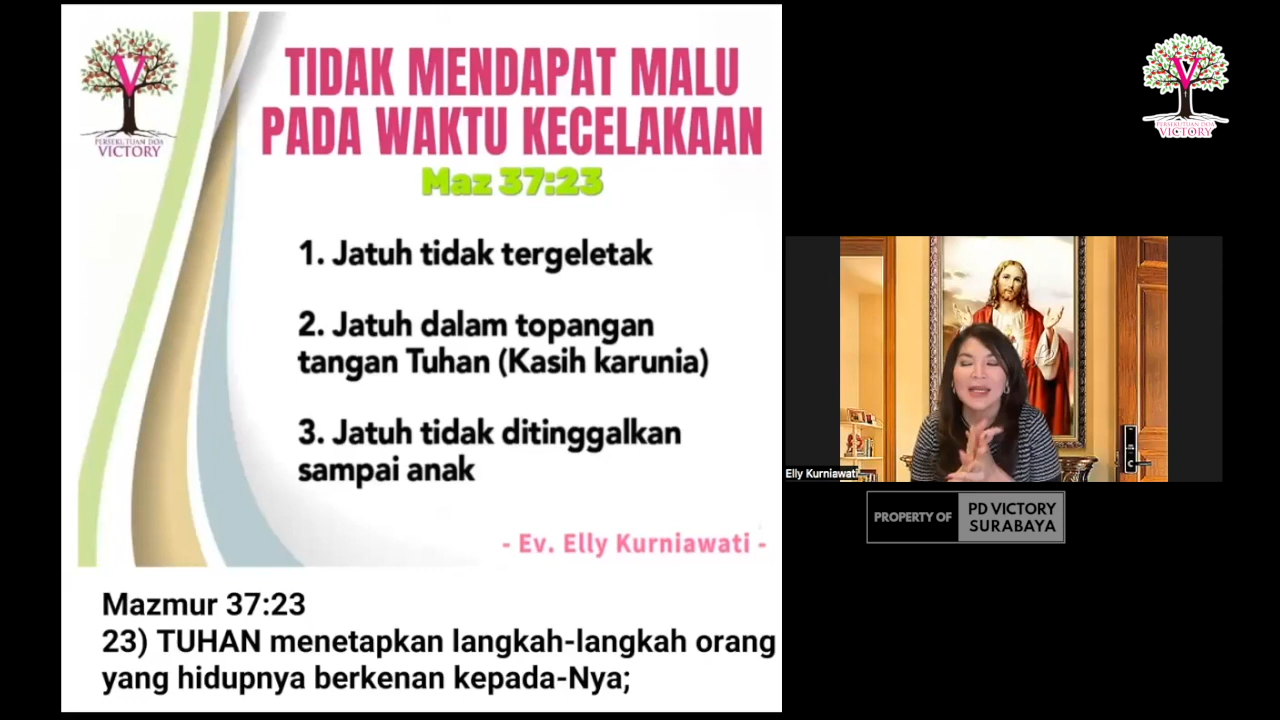 PERSEKUTUAN DOA
VICTORY
TIDAK MENDAPAT MALU
PADA WAKTU KECELAKAAN
Maz 37:23
1. Jatuh tidak tergeletak
2. Jatuh dalam topangan
tangan Tuhan (Kasih karunia)
3. Jatuh tidak ditinggalkan
sampai anak
- Ev. Elly Kurniawati -
Mazmur 37:23
23) TUHAN menetapkan langkah-langkah orang
yang hidupnya berkenan kepada-Nya;
V
PERSEKUTUAN DOA
VICTORY
Elly Kurniawati
PROPERTY OF
PD VICTORY
SURABAYA